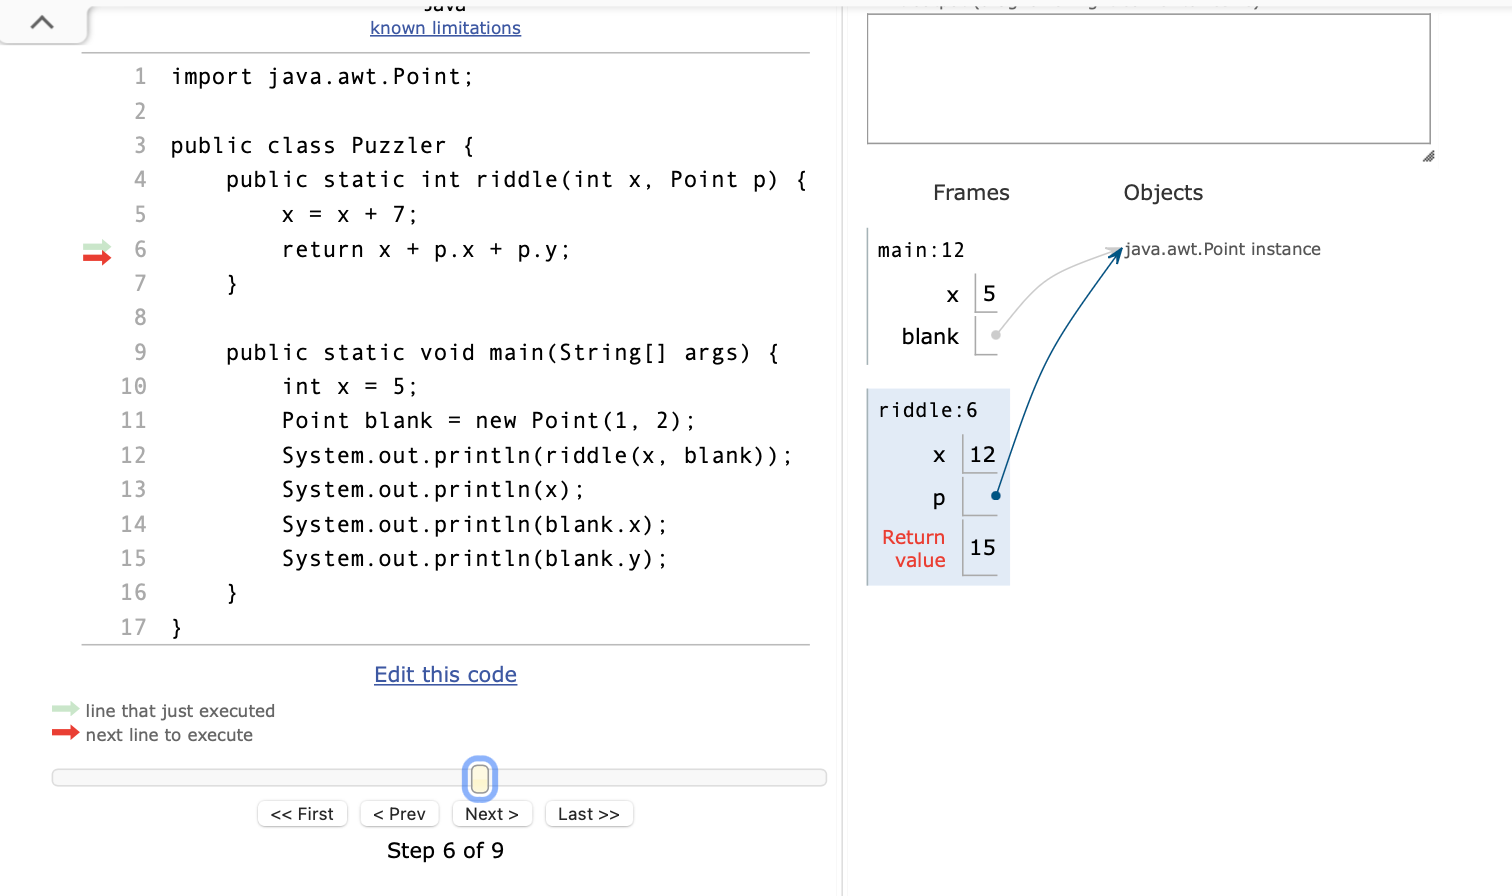 Java
known limitations
1 import java.awt.Point;
2
3 public class Puzzler {
4     public static int riddle(int x, Point p) {
5         x = x + 7;
6         return x + p.x + p.y;
7     }
8
9     public static void main(String[] args) {
10         int x = 5;
11         Point blank = new Point(1, 2);
12         System.out.println(riddle(x, blank));
13         System.out.println(x);
14         System.out.println(blank.x);
15         System.out.println(blank.y);
16     }
17 }
Edit this code
line that just executed
next line to execute
<< First
< Prev
Next >
Last >>
Step 6 of 9
Frames
Objects
main:12
x 5
blank
java.awt.Point instance
riddle:6
x 12
p
Return
value
15